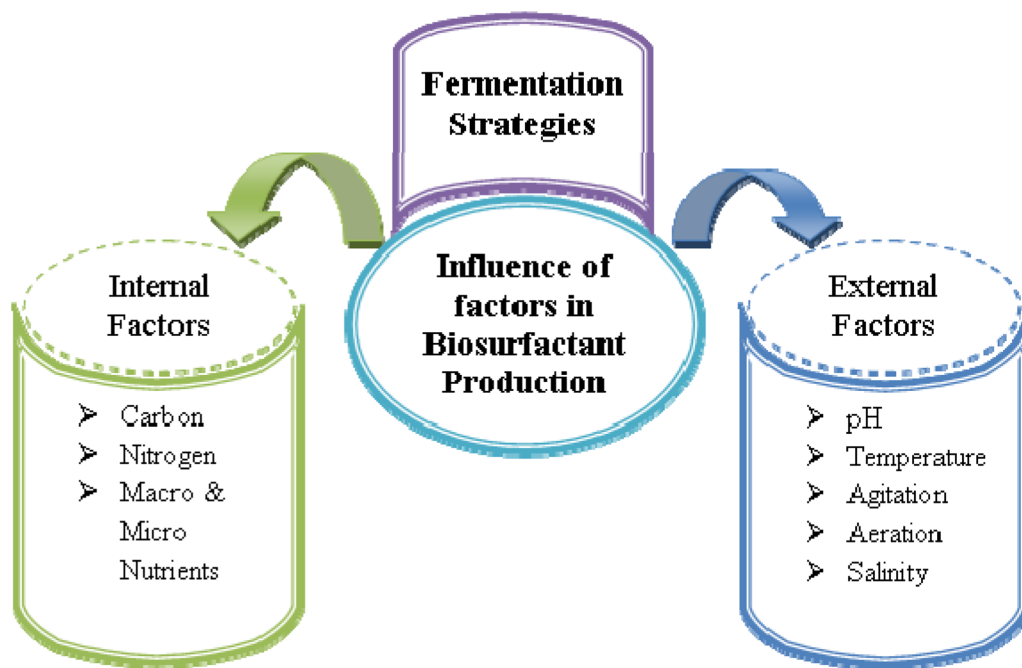 Fermentation
Strategies
Influence of
factors in
Biosurfactant
Production
Internal
Factors
➢ Carbon
➢ Nitrogen
➢ Macro &
Micro
Nutrients
External
Factors
➢ pH
➢ Temperature
➢ Agitation
➢ Aeration
➢ Salinity